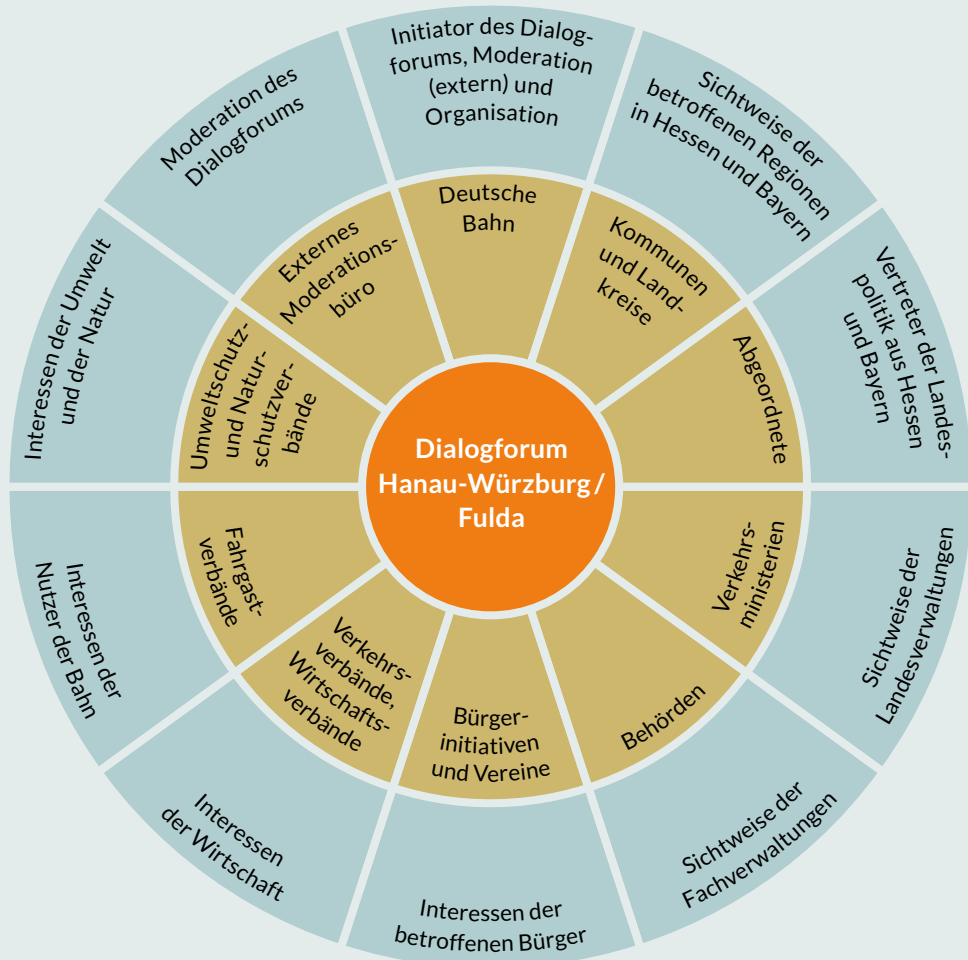 Initiator des Dialog-
forums, Moderation
(extern) und
Organisation
Sichtweise der
betroffenen Regionen
in Hessen und Bayern
Vertreter der Landes-
politik aus Hessen
und Bayern
Sichtweise der
Landesverwaltungen
Sichtweise der
Fachverwaltungen
Interessen der
betroffenen Bürger
Interessen
der Wirtschaft
Interessen der
Nutzer der Bahn
Interessen der Umwelt
und der Natur
Moderation des
Dialogforums
Deutsche
Bahn
Kommunen
und Land-
kreise
Abgeordnete
Verkehrs-
ministerien
Behörden
Bürger-
initiativen
und Vereine
Verkehrs-
verbände,
Wirtschafts-
verbände
Fahrgast-
verbände
Umweltschutz-
und Natur-
schutzver-
bände
Externes
Moderations-
büro
Dialogforum
Hanau-Würzburg/
Fulda